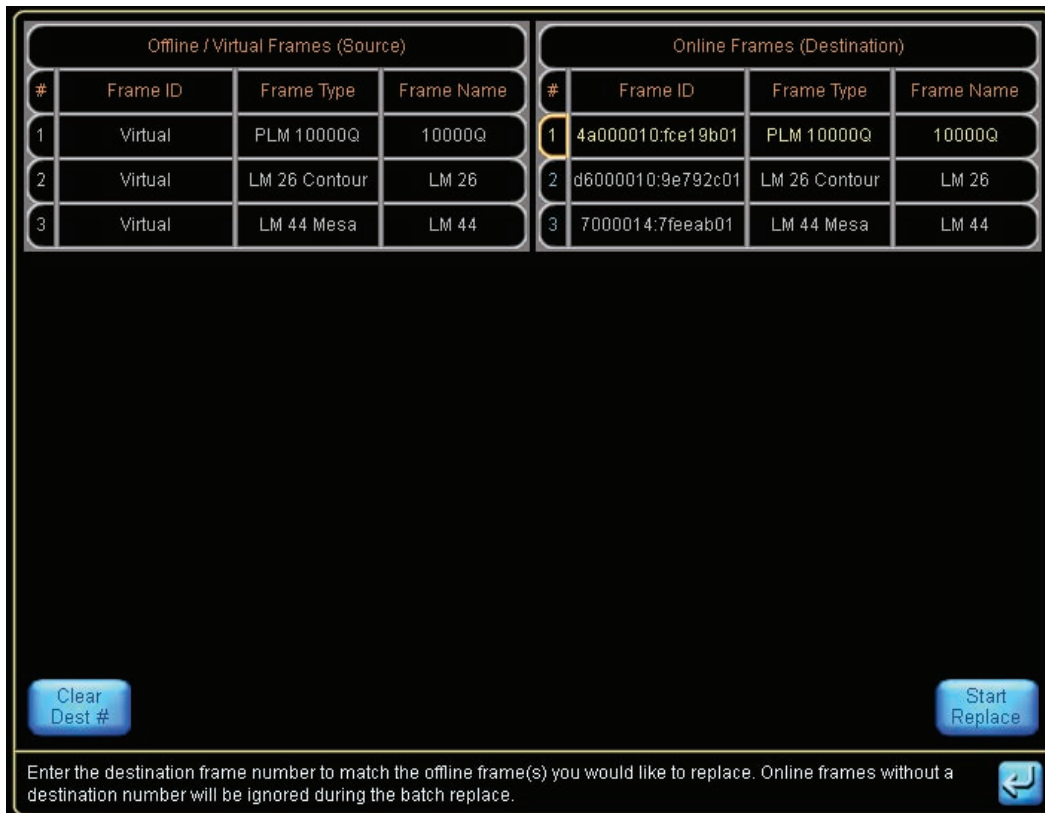 Offline / Virtual Frames (Source) Online Frames (Destination)
# Frame ID Frame Type Frame Name # Frame ID Frame Type Frame Name
1 Virtual PLM 10000Q 10000Q 1 4a000010:fce19b01 PLM 10000Q 10000Q
2 Virtual LM 26 Contour LM 26 2 d6000010:9e792c01 LM 26 Contour LM 26
3 Virtual LM 44 Mesa LM 44 3 7000014:7feeab01 LM 44 Mesa LM 44
Clear
Dest #
Start
Replace
Enter the destination frame number to match the offline frame(s) you would like to replace. Online frames without a
destination number will be ignored during the batch replace.